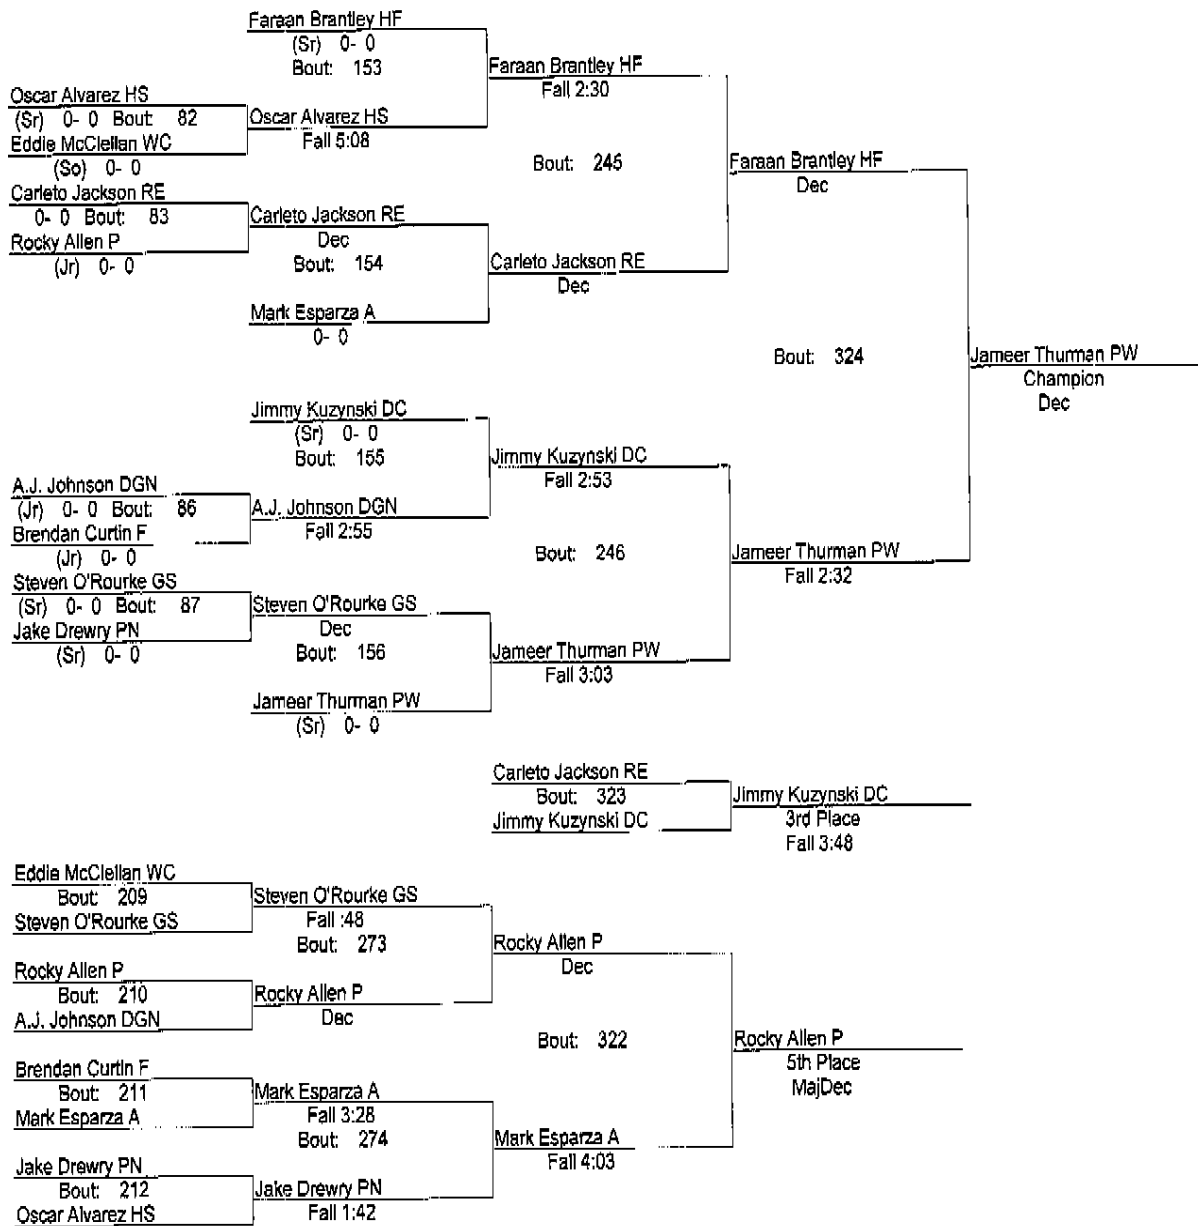 Faraan Brantley HF
(Sr) 0- 0
Bout: 153
Faraan Brantley HF
Fall 2:30
Oscar Alvarez HS
(Sr) 0- 0 Bout: 82
Oscar Alvarez HS
Fall 5:08
Eddie McClellan WC
(So) 0- 0
Bout: 245
Faraan Brantley HF
Dec
Carleto Jackson RE
0- 0 Bout: 83
Carleto Jackson RE
Dec
Rocky Allen P
(Jr) 0- 0
Bout: 154
Carleto Jackson RE
Dec
Mark Esparza A
0- 0
Bout: 324
Jameer Thurman PW
Champion
Dec
Jimmy Kuzynski DC
(Sr) 0- 0
Bout: 155
Jimmy Kuzynski DC
Fall 2:53
A.J. Johnson DGN
(Jr) 0- 0 Bout: 86
A.J. Johnson DGN
Fall 2:55
Brendan Curtin F
(Jr) 0- 0
Bout: 246
Jameer Thurman PW
Fall 2:32
Steven O'Rourke GS
(Sr) 0- 0 Bout: 87
Steven O'Rourke GS
Dec
Jake Drewry PN
(Sr) 0- 0
Bout: 156
Jameer Thurman PW
Fall 3:03
Jameer Thurman PW
(Sr) 0- 0
Carleto Jackson RE
Bout: 323
Jimmy Kuzynski DC
Jimmy Kuzynski DC
3rd Place
Fall 3:48
Eddie McClellan WC
Bout: 209
Steven O'Rourke GS
Steven O'Rourke GS
Fall :48
Bout: 273
Rocky Allen P
Dec
Rocky Allen P
Bout: 210
A.J. Johnson DGN
Rocky Allen P
Dec
Bout: 322
Rocky Allen P
5th Place
MajDec
Brendan Curtin F
Bout: 211
Mark Esparza A
Mark Esparza A
Fall 3:28
Bout: 274
Mark Esparza A
Fall 4:03
Jake Drewry PN
Bout: 212
Oscar Alvarez HS
Jake Drewry PN
Fall 1:42